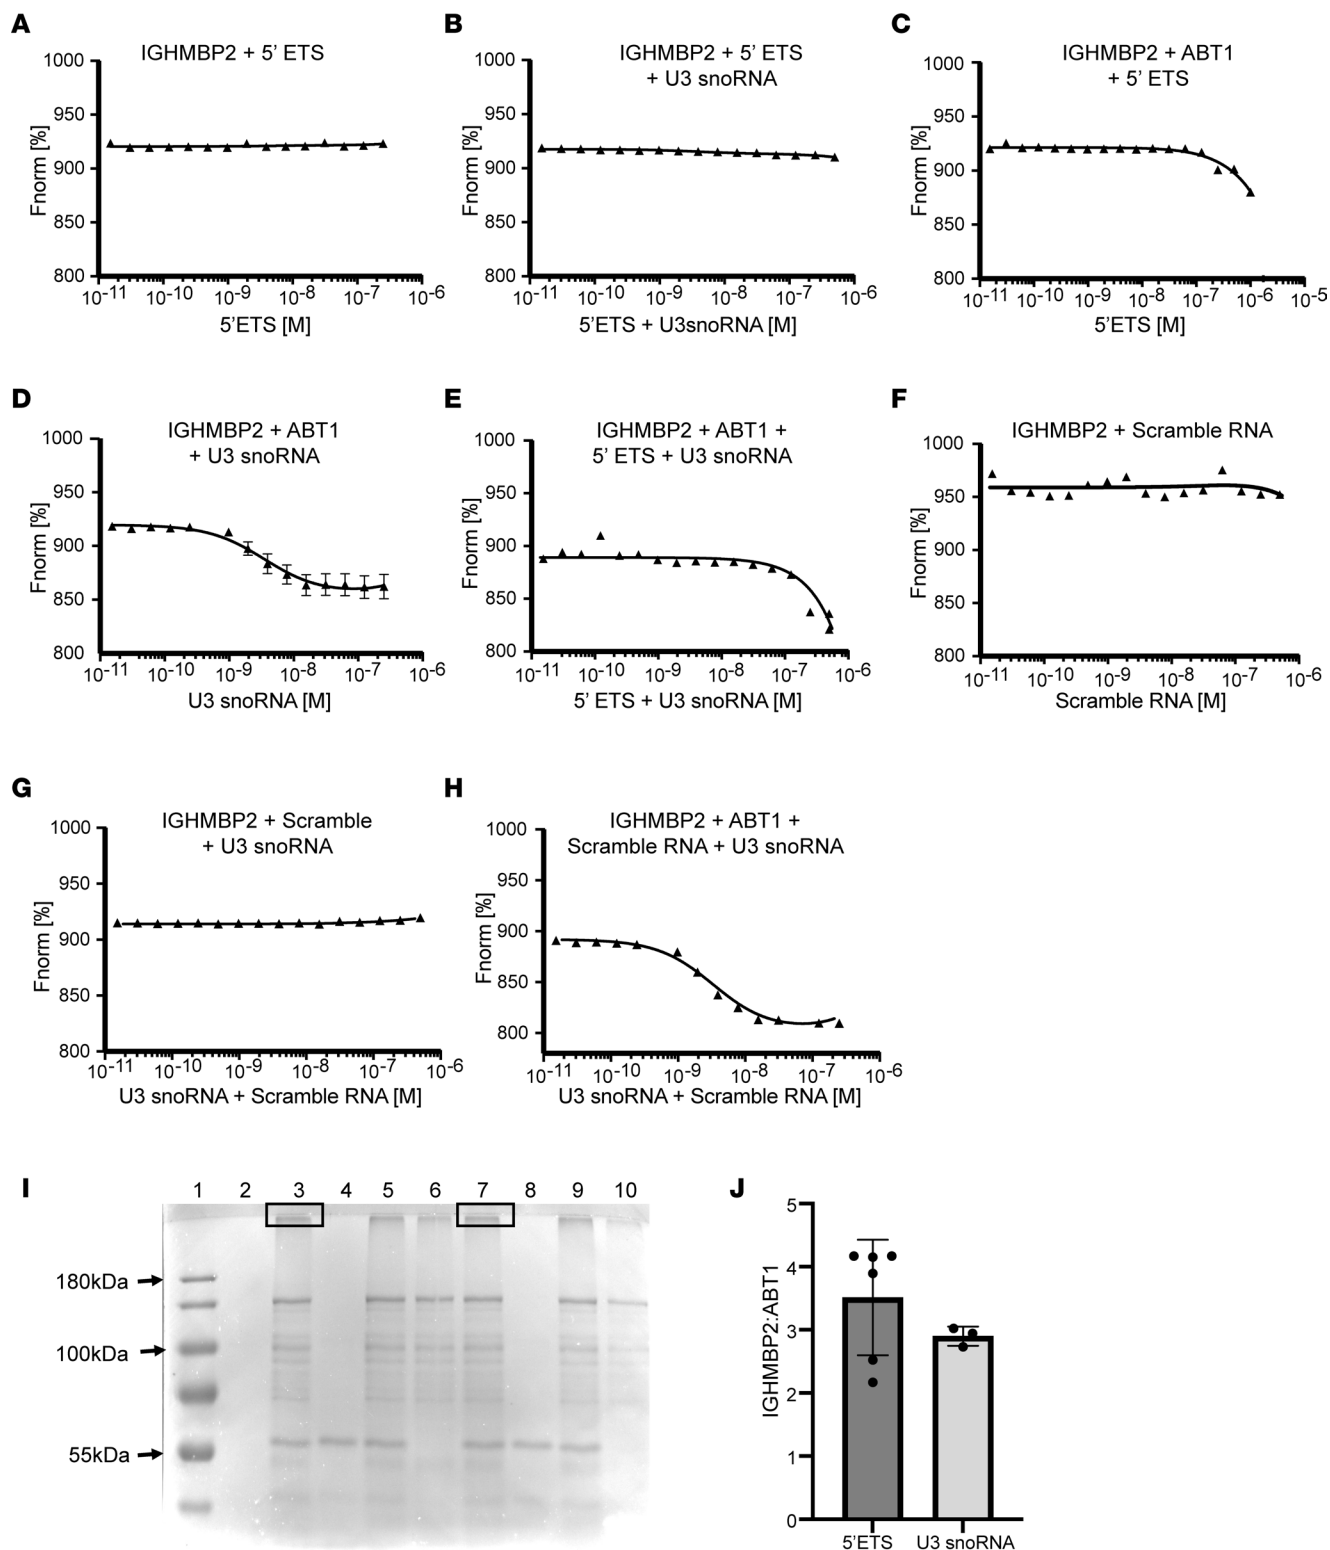 A
IGHMBP2 + 5’ ETS
1000
950
900
850
800
Fnorm [%]
10-11 10-10 10-9 10-8 10-7 10-6
5’ETS [M]
B
IGHMBP2 + 5’ ETS
+ U3 snoRNA
1000
950
900
850
800
Fnorm [%]
10-11 10-10 10-9 10-8 10-7 10-6
5’ETS + U3snoRNA [M]
C
IGHMBP2 + ABT1
+ 5’ ETS
1000
950
900
850
800
Fnorm [%]
10-11 10-10 10-9 10-8 10-7 10-6 10-5
5’ETS [M]
D
IGHMBP2 + ABT1
+ U3 snoRNA
1000
950
900
850
800
Fnorm [%]
10-11 10-10 10-9 10-8 10-7 10-6
U3 snoRNA [M]
E
IGHMBP2 + ABT1 +
5’ ETS + U3 snoRNA
1000
950
900
850
800
Fnorm [%]
10-11 10-10 10-9 10-8 10-7 10-6
5’ ETS + U3 snoRNA [M]
F
IGHMBP2 + Scramble RNA
1000
950
900
850
800
Fnorm [%]
10-11 10-10 10-9 10-8 10-7 10-6
Scramble RNA [M]
G
IGHMBP2 + Scramble
+ U3 snoRNA
1000
950
900
850
800
Fnorm [%]
10-11 10-10 10-9 10-8 10-7 10-6
U3 snoRNA + Scramble RNA [M]
H
IGHMBP2 + ABT1 +
Scramble RNA + U3 snoRNA
1000
950
900
850
800
Fnorm [%]
10-11 10-10 10-9 10-8 10-7 10-6
U3 snoRNA + Scramble RNA [M]
I
1 2 3 4 5 6 7 8 9 10
180kDa
100kDa
55kDa
J
5
4
3
2
1
0
IGHMBP2:ABT1
5’ETS U3 snoRNA